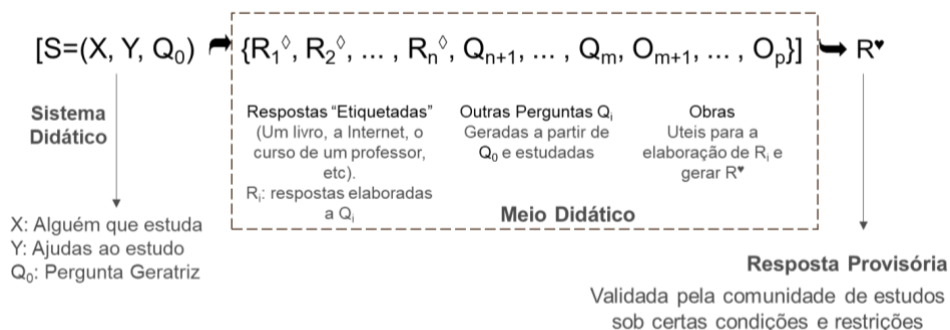 [S=(X, Y, Q₀) ➦ {R₁◊, R₂◊, ... , Rₙ◊, Qₙ₊₁, ... , Qₘ, Oₘ₊₁, ... , Oₚ}] ➥ R♥
Sistema
Didático
Respostas “Etiquetadas”
(Um livro, a Internet, o
curso de um professor,
etc).
Rᵢ: respostas elaboradas
a Qᵢ
Outras Perguntas Qᵢ
Geradas a partir de
Q₀ e estudadas
Obras
Uteis para a
elaboração de Rᵢ e
gerar R♥
Meio Didático
X: Alguém que estuda
Y: Ajudas ao estudo
Q₀: Pergunta Geratriz
Resposta Provisória
Validada pela comunidade de estudos
sob certas condições e restrições